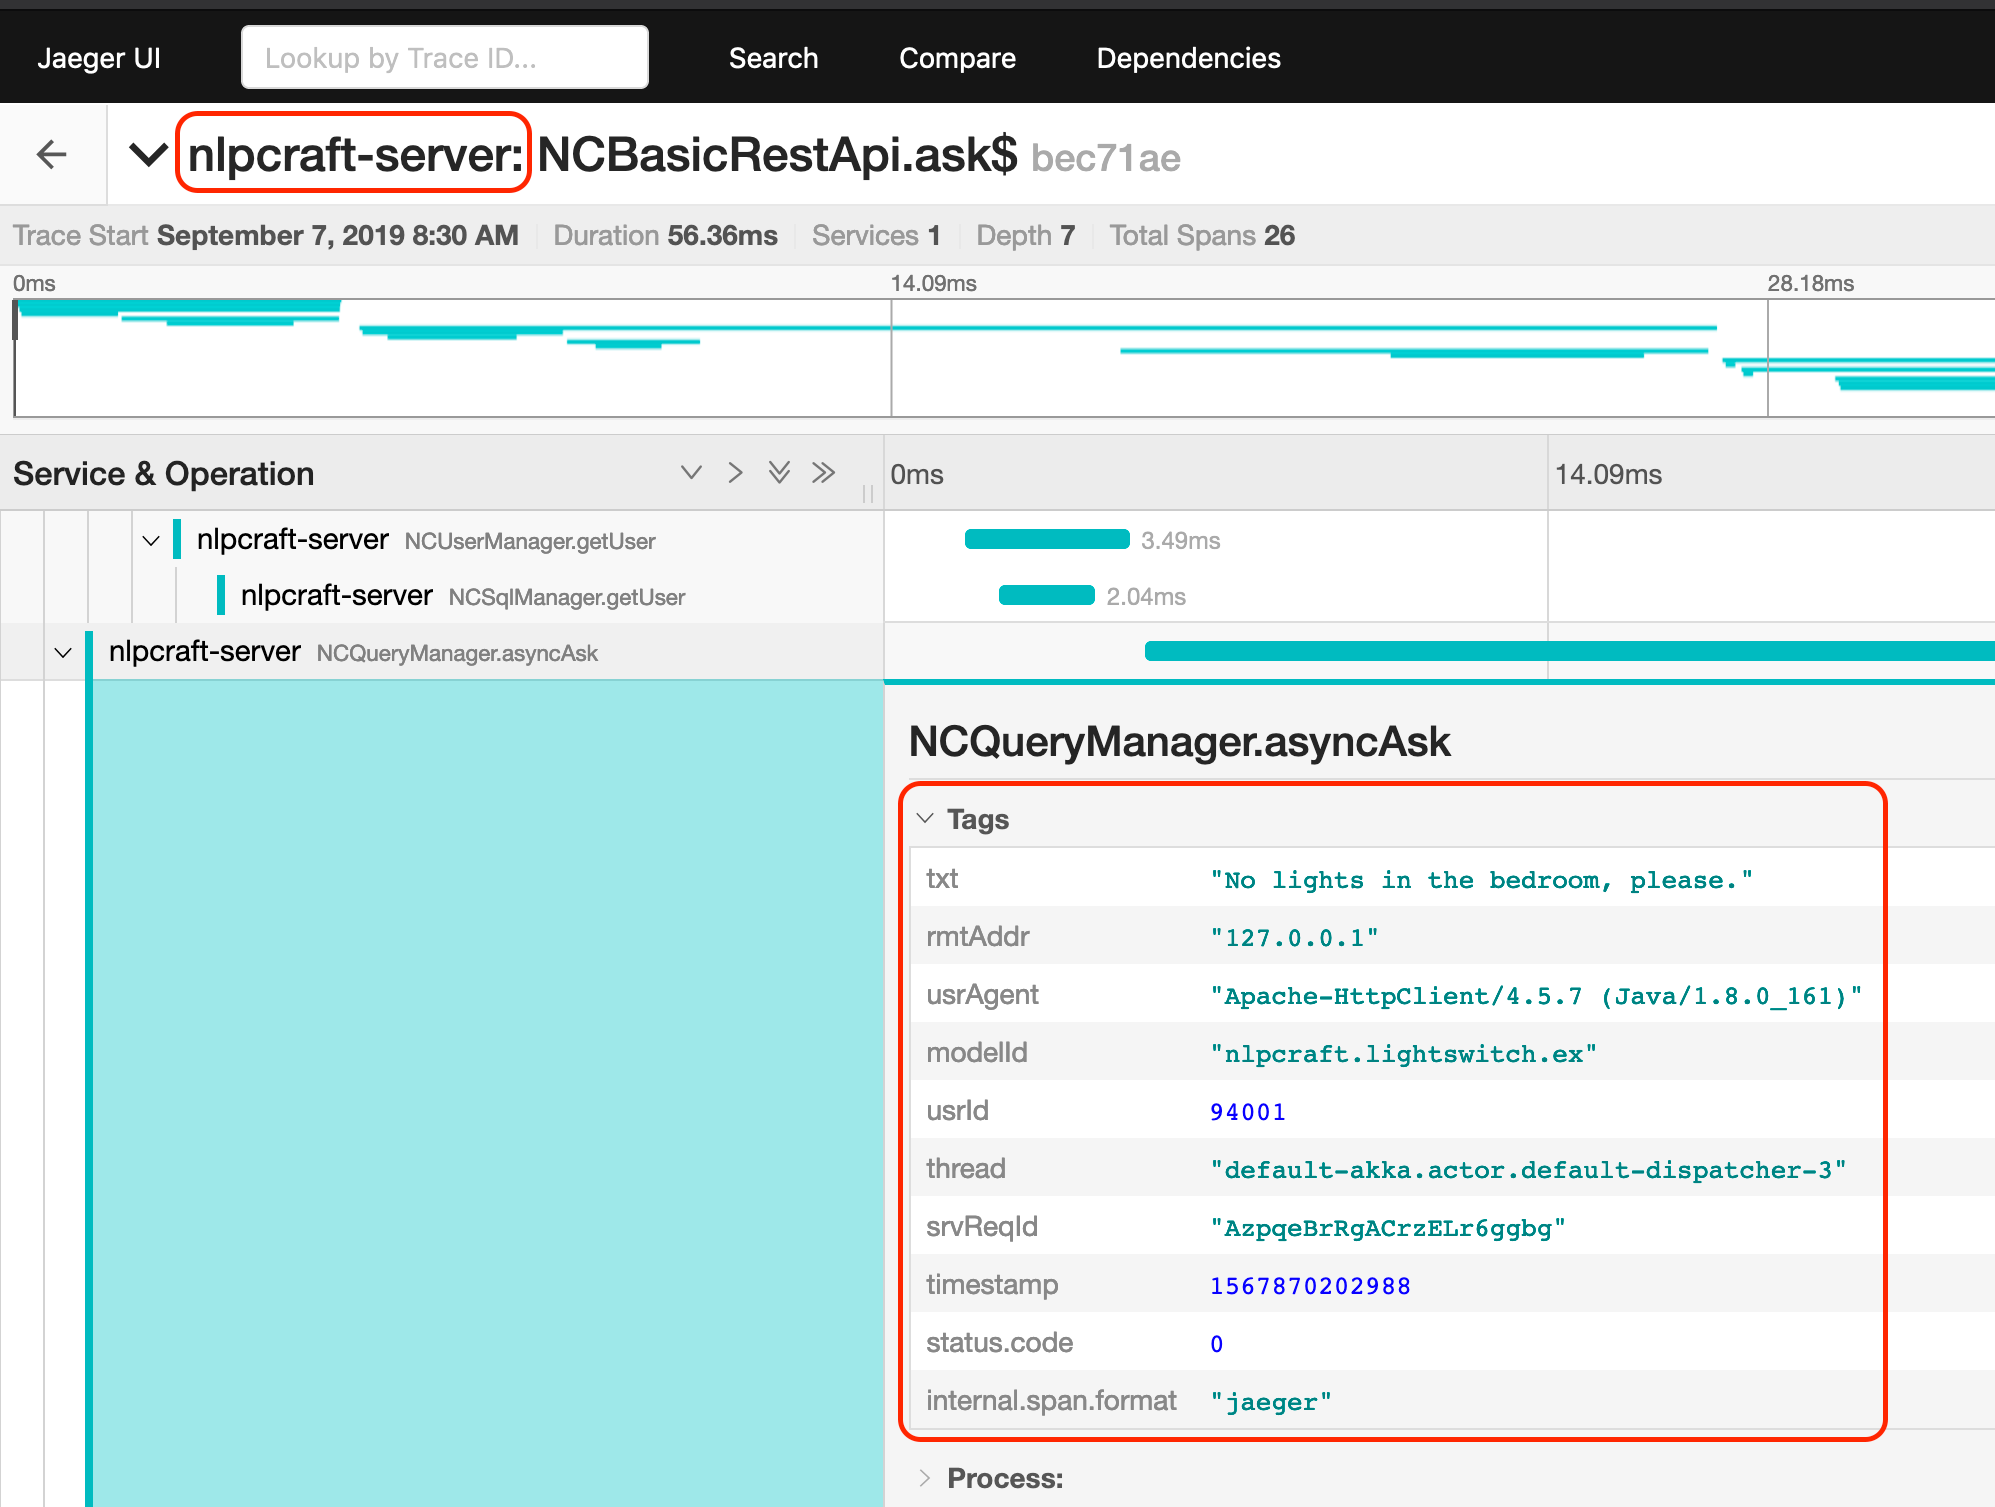 Jaeger UI Lookup by Trace ID... Search Compare Dependencies
nlpcraft-server: NCBasicRestApi.ask$ bec71ae
Trace Start September 7, 2019 8:30 AM Duration 56.36ms Services 1 Depth 7 Total Spans 26
0ms 14.09ms 28.18ms
Service & Operation 0ms 14.09ms
nlpcraft-server NCUserManager.getUser 3.49ms
nlpcraft-server NCSqlManager.getUser 2.04ms
nlpcraft-server NCQueryManager.asyncAsk
NCQueryManager.asyncAsk
Tags
txt "No lights in the bedroom, please."
rmtAddr "127.0.0.1"
usrAgent "Apache-HttpClient/4.5.7 (Java/1.8.0_161)"
modelId "nlpcraft.lightswitch.ex"
usrId 94001
thread "default-akka.actor.default-dispatcher-3"
srvReqId "AzpqeBrRgACrzELr6ggbg"
timestamp 1567870202988
status.code 0
internal.span.format "jaeger"
Process: